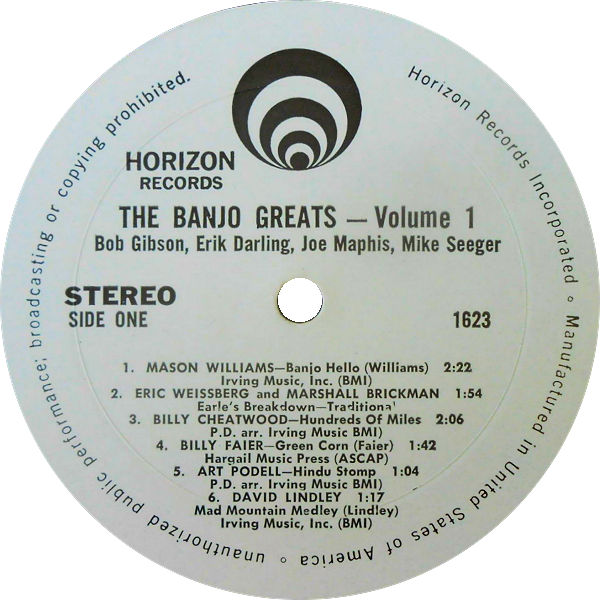 HORIZON
RECORDS
THE BANJO GREATS — Volume 1
Bob Gibson, Erik Darling, Joe Maphis, Mike Seeger
STEREO
SIDE ONE 1623
1. MASON WILLIAMS—Banjo Hello (Williams) 2:22
Irving Music, Inc. (BMI)
2. ERIC WEISSBERG and MARSHALL BRICKMAN 1:54
Earle's Breakdown—Traditional
3. BILLY CHEATWOOD—Hundreds Of Miles 2:06
P.D. arr. Irving Music BMI)
4. BILLY FAIER—Green Corn (Faier) 1:42
Hargail Music Press (ASCAP)
5. ART PODELL—Hindu Stomp 1:04
P.D. arr. Irving Music BMI)
6. DAVID LINDLEY 1:17
Mad Mountain Medley (Lindley)
Irving Music, Inc. (BMI)
Horizon Records Incorporated ○ Manufactured in United States of America ○ unauthorized public performance; broadcasting or copying prohibited.